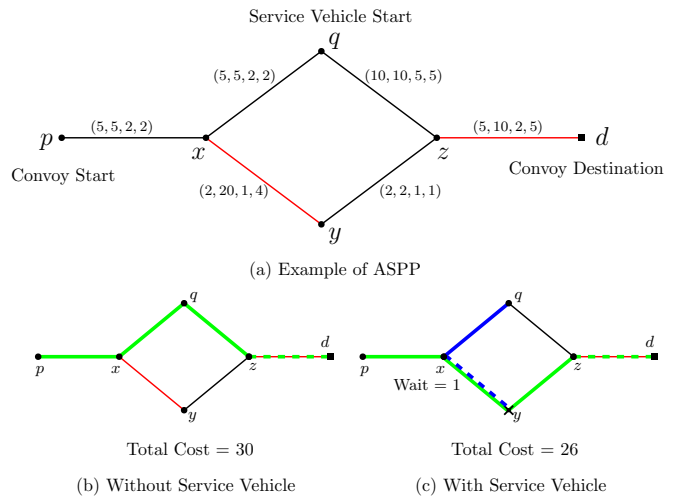 Service Vehicle Start
q
(5, 5, 2, 2)
(10, 10, 5, 5)
p
(5, 5, 2, 2)
x
z
(5, 10, 2, 5)
d
Convoy Start
Convoy Destination
(2, 20, 1, 4)
(2, 2, 1, 1)
y
(a) Example of ASPP
q
p
x
z
d
y
Total Cost = 30
(b) Without Service Vehicle
q
p
x
z
d
Wait = 1
y
Total Cost = 26
(c) With Service Vehicle